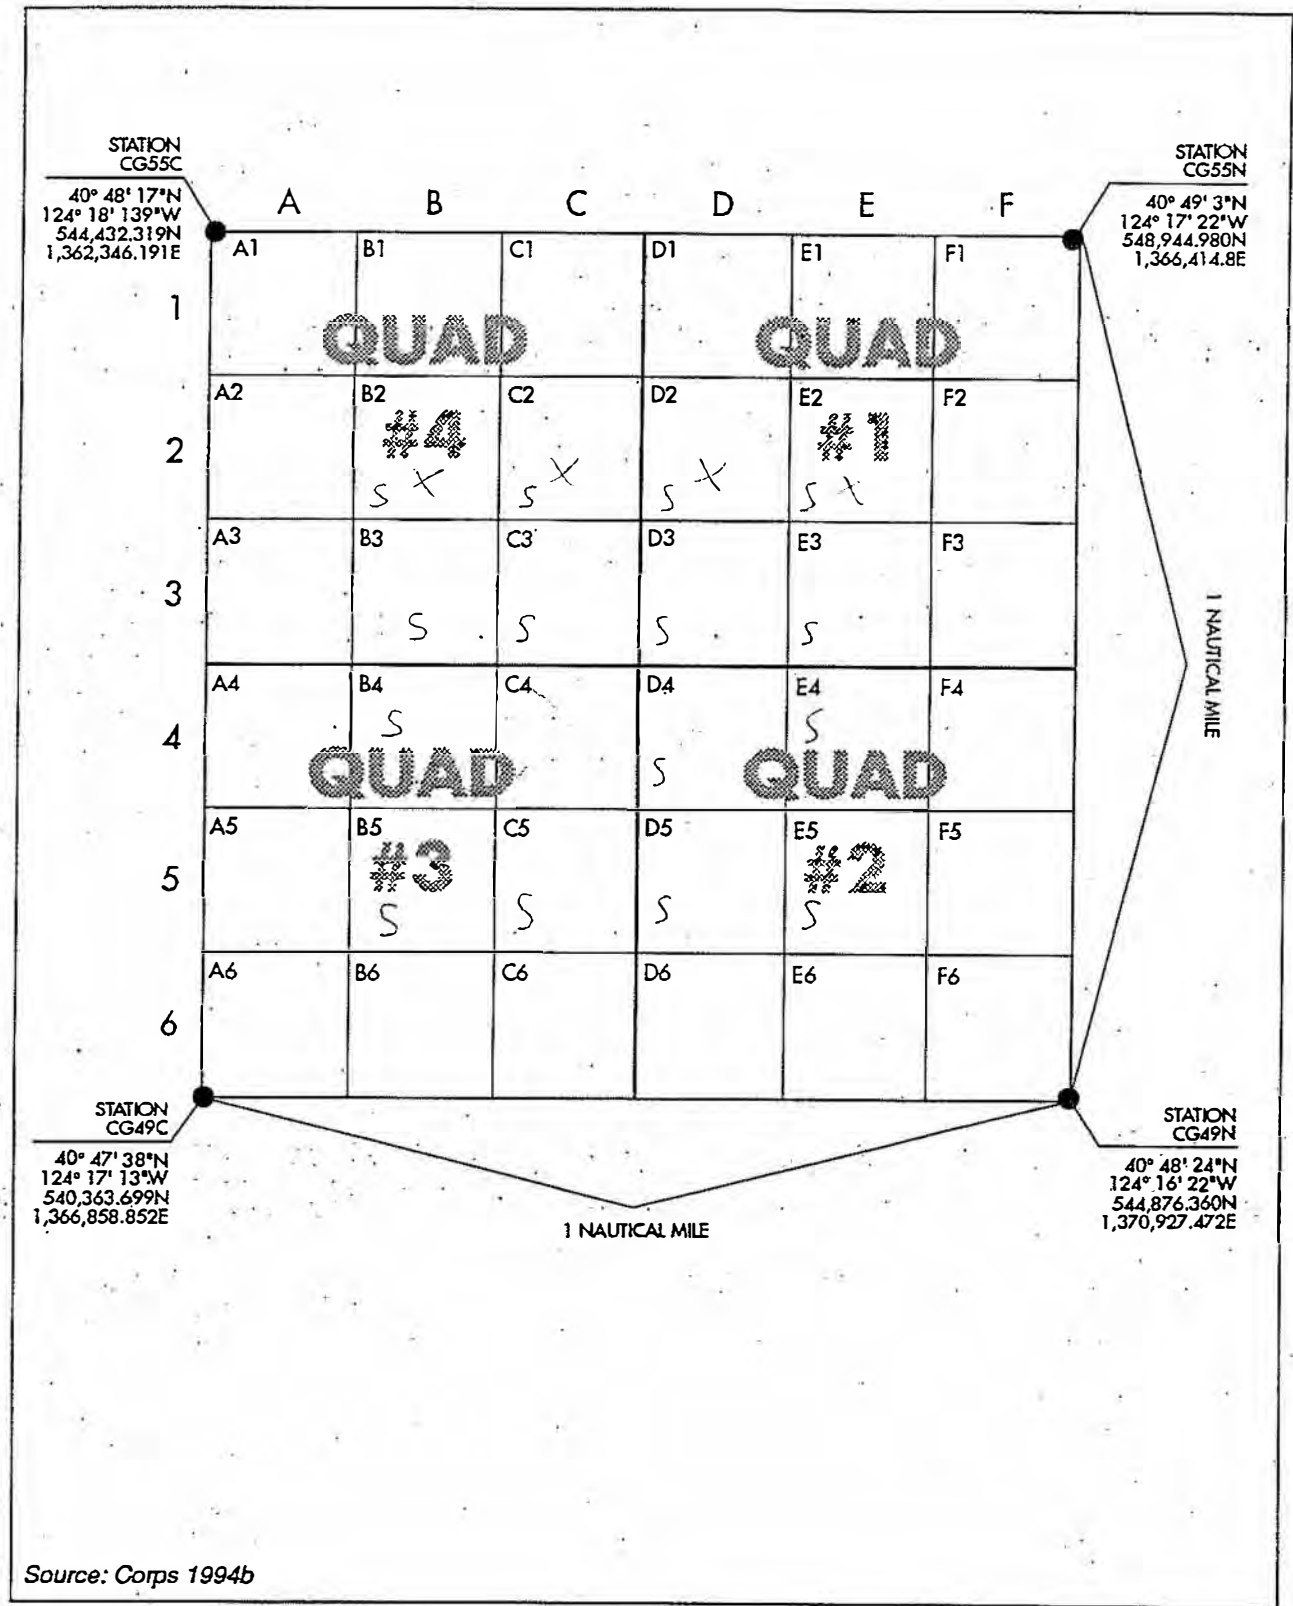 STATION
CG55C
40° 48' 17"N
124° 18' 139"W
544,432.319N
1,362,346.191E
STATION
CG55N
40° 49' 3"N
124° 17' 22"W
548,944.980N
1,366,414.8E
A B C D E F
1
A1 B1 C1 D1 E1 F1
QUAD QUAD
2
A2 B2 C2 D2 E2 F2
#4 #1
S X S X S X S X
3
A3 B3 C3 D3 E3 F3
S S S S
4
A4 B4 C4 D4 E4 F4
S S
S
QUAD QUAD
5
A5 B5 C5 D5 E5 F5
#3 #2
S S S S
6
A6 B6 C6 D6 E6 F6
1 NAUTICAL MILE
STATION
CG49C
40° 47' 38"N
124° 17' 13"W
540,363.699N
1,366,858.852E
STATION
CG49N
40° 48' 24"N
124° 16' 22"W
544,876.360N
1,370,927.472E
1 NAUTICAL MILE
Source: Corps 1994b